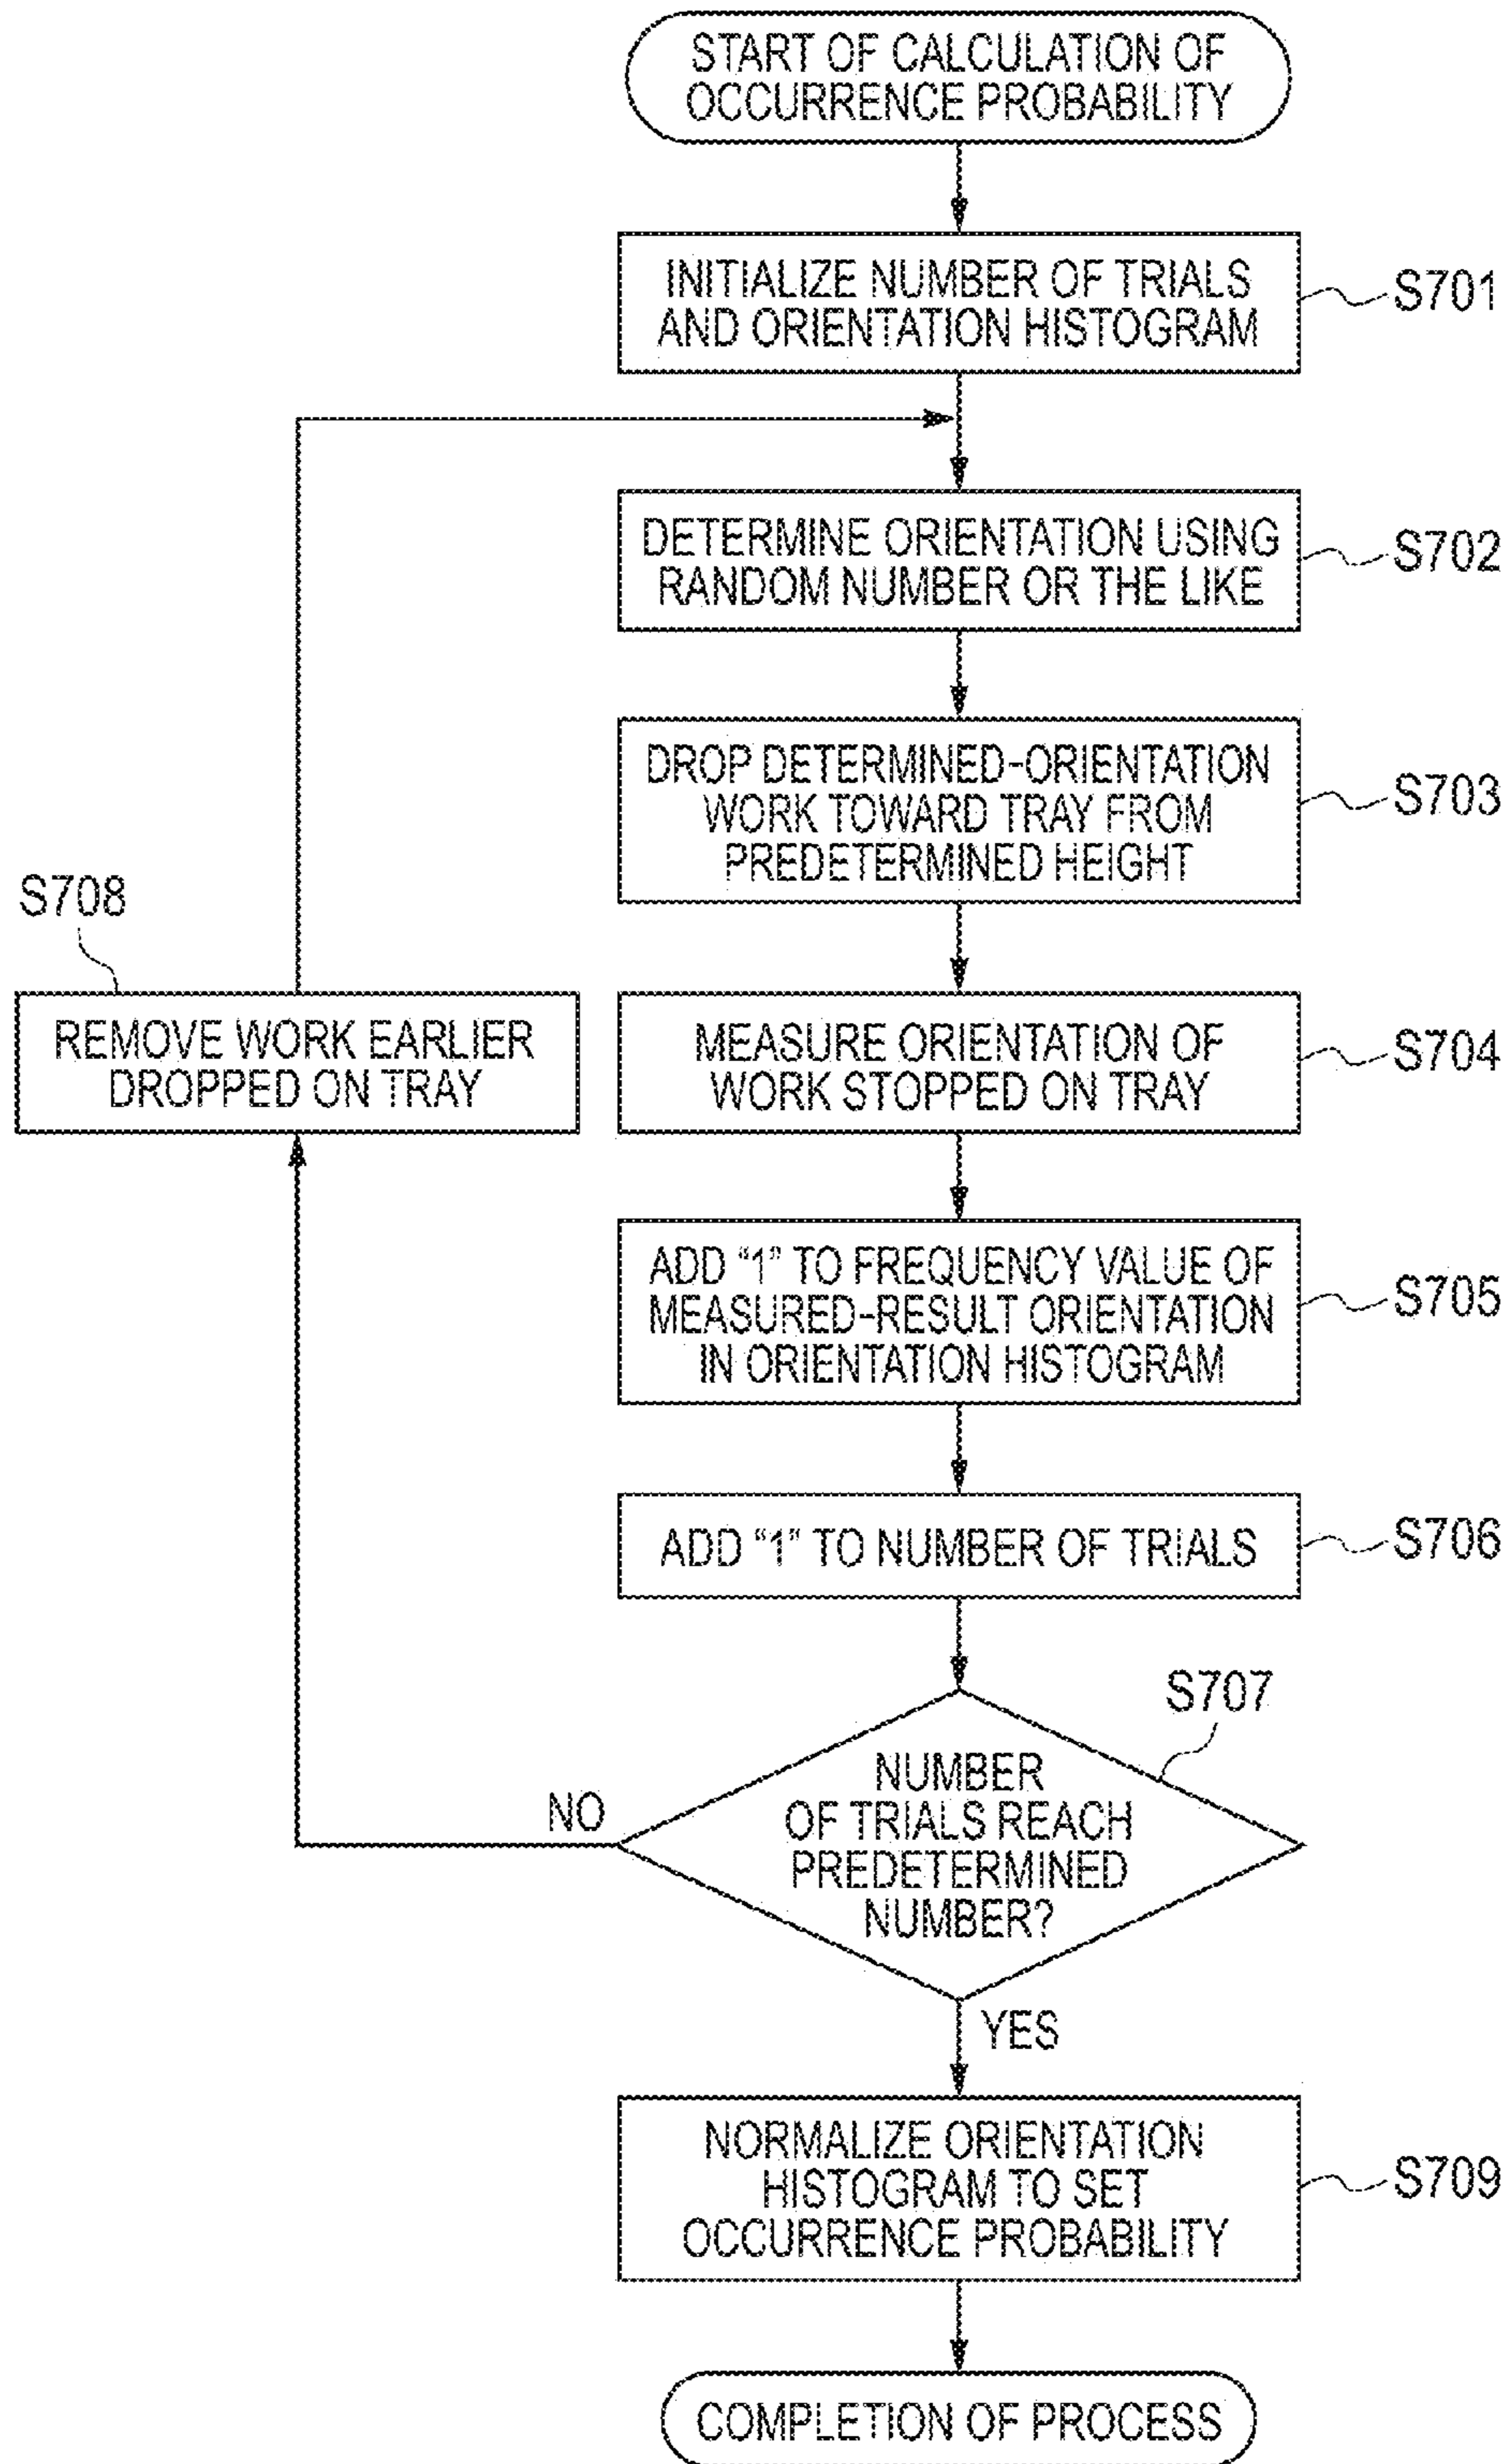 START OF CALCULATION OF
OCCURRENCE PROBABILITY
INITIALIZE NUMBER OF TRIALS
AND ORIENTATION HISTOGRAM
S701
DETERMINE ORIENTATION USING
RANDOM NUMBER OR THE LIKE
S702
DROP DETERMINED-ORIENTATION
WORK TOWARD TRAY FROM
PREDETERMINED HEIGHT
S703
S708
REMOVE WORK EARLIER
DROPPED ON TRAY
MEASURE ORIENTATION OF
WORK STOPPED ON TRAY
S704
ADD “1” TO FREQUENCY VALUE OF
MEASURED-RESULT ORIENTATION
IN ORIENTATION HISTOGRAM
S705
ADD “1” TO NUMBER OF TRIALS
S706
S707
NUMBER
OF TRIALS REACH
PREDETERMINED
NUMBER?
NO
YES
NORMALIZE ORIENTATION
HISTOGRAM TO SET
OCCURRENCE PROBABILITY
S709
COMPLETION OF PROCESS